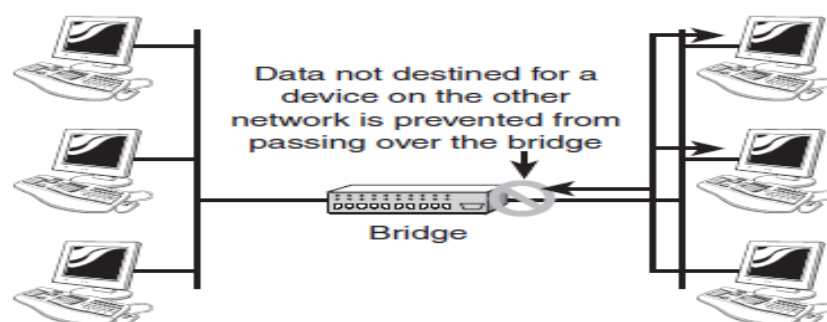 Data not destined for a
device on the other
network is prevented from
passing over the bridge
Bridge